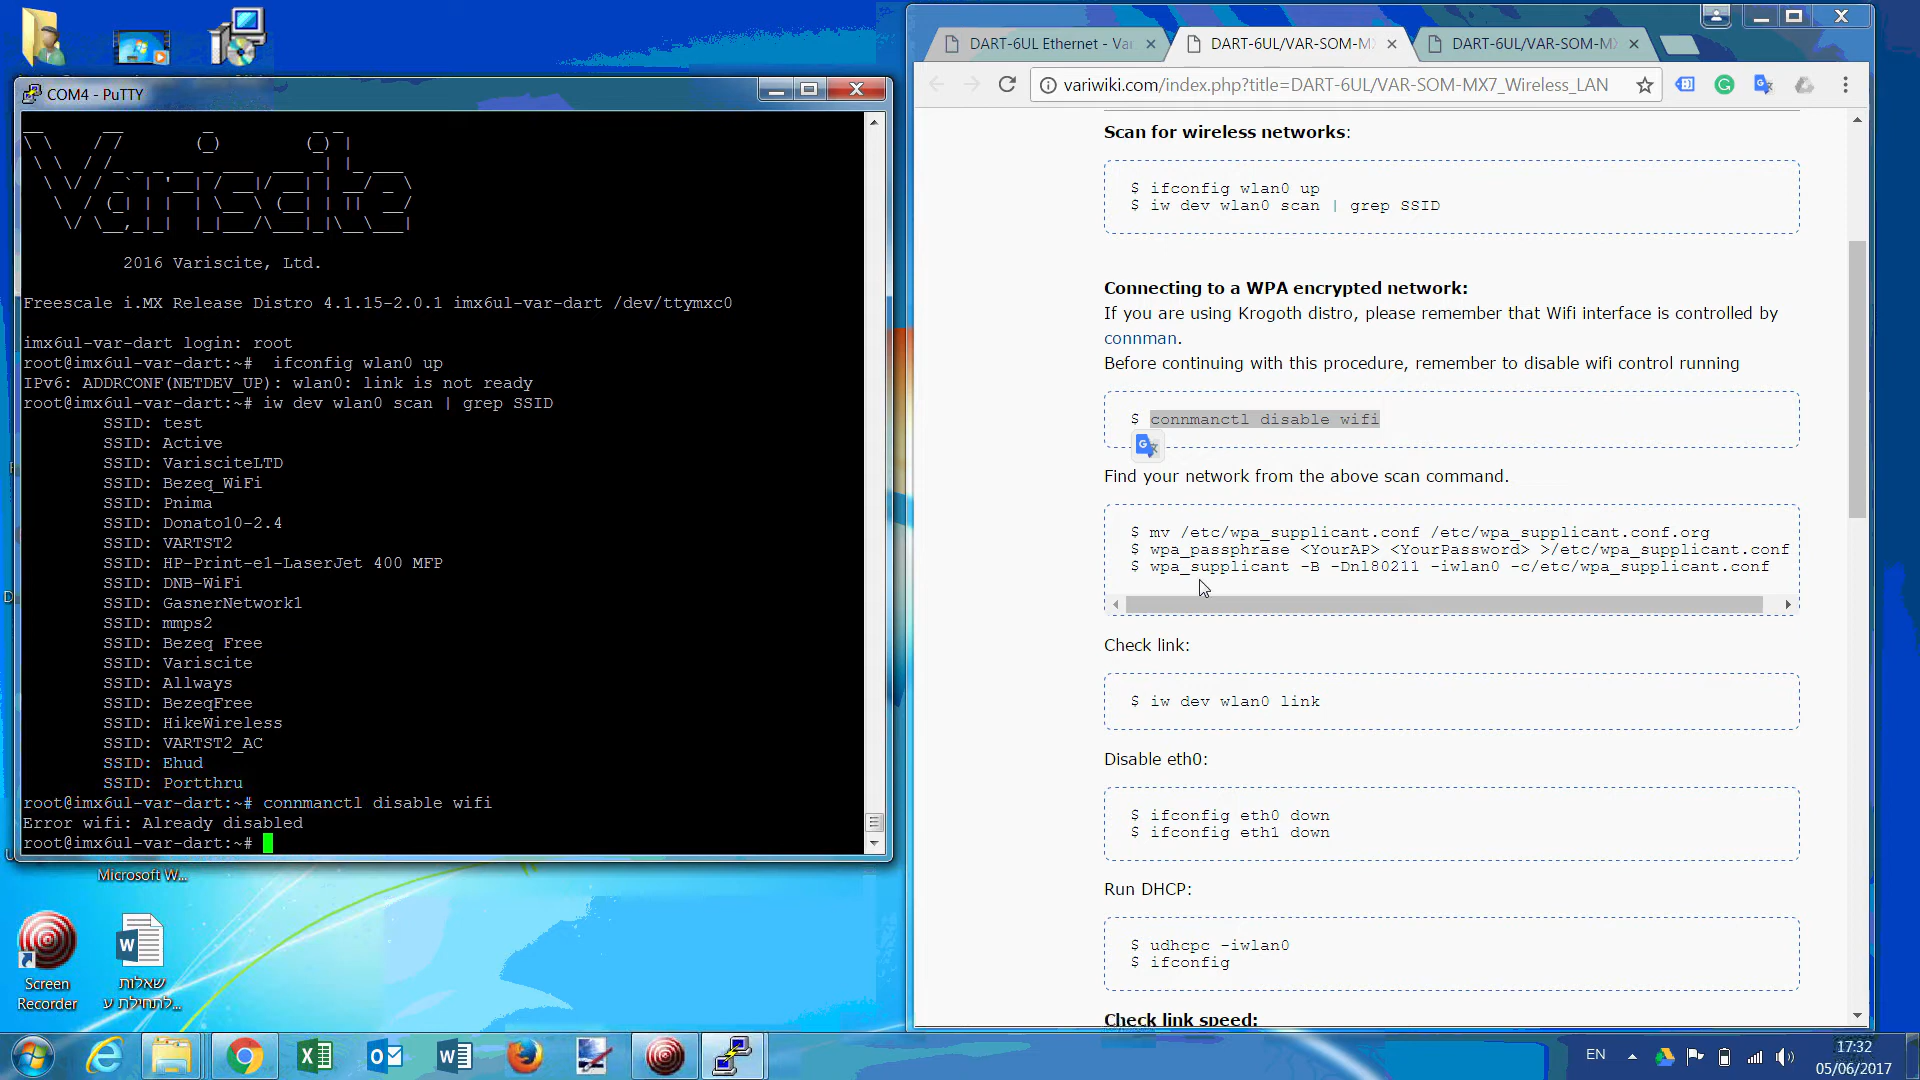 COM4 - PuTTY
Variscite
2016 Variscite, Ltd.
Freescale i.MX Release Distro 4.1.15-2.0.1 imx6ul-var-dart /dev/ttymxc0
imx6ul-var-dart login: root
root@imx6ul-var-dart:~#  ifconfig wlan0 up
IPv6: ADDRCONF(NETDEV_UP): wlan0: link is not ready
root@imx6ul-var-dart:~# iw dev wlan0 scan | grep SSID
SSID: test
SSID: Active
SSID: VarisciteLTD
SSID: Bezeq_WiFi
SSID: Pnima
SSID: Donato10-2.4
SSID: VARTST2
SSID: HP-Print-e1-LaserJet 400 MFP
SSID: DNB-WiFi
SSID: GasnerNetwork1
SSID: mmps2
SSID: Bezeq Free
SSID: Variscite
SSID: Allways
SSID: BezeqFree
SSID: HikeWireless
SSID: VARTST2_AC
SSID: Ehud
SSID: Portthru
root@imx6ul-var-dart:~# connmanctl disable wifi
Error wifi: Already disabled
root@imx6ul-var-dart:~#
Microsoft W...
Screen
Recorder
שאלות
לתחילת ע...
DART-6UL Ethernet - Va
DART-6UL/VAR-SOM-MX
DART-6UL/VAR-SOM-MX
variwiki.com/index.php?title=DART-6UL/VAR-SOM-MX7_Wireless_LAN
Scan for wireless networks:
$ ifconfig wlan0 up
$ iw dev wlan0 scan | grep SSID
Connecting to a WPA encrypted network:
If you are using Krogoth distro, please remember that Wifi interface is controlled by
connman.
Before continuing with this procedure, remember to disable wifi control running
$ connmanctl disable wifi
Find your network from the above scan command.
$ mv /etc/wpa_supplicant.conf /etc/wpa_supplicant.conf.org
$ wpa_passphrase <YourAP> <YourPassword> >/etc/wpa_supplicant.conf
$ wpa_supplicant -B -Dnl80211 -iwlan0 -c/etc/wpa_supplicant.conf
Check link:
$ iw dev wlan0 link
Disable eth0:
$ ifconfig eth0 down
$ ifconfig eth1 down
Run DHCP:
$ udhcpc -iwlan0
$ ifconfig
Check link speed:
EN
17:32
05/06/2017